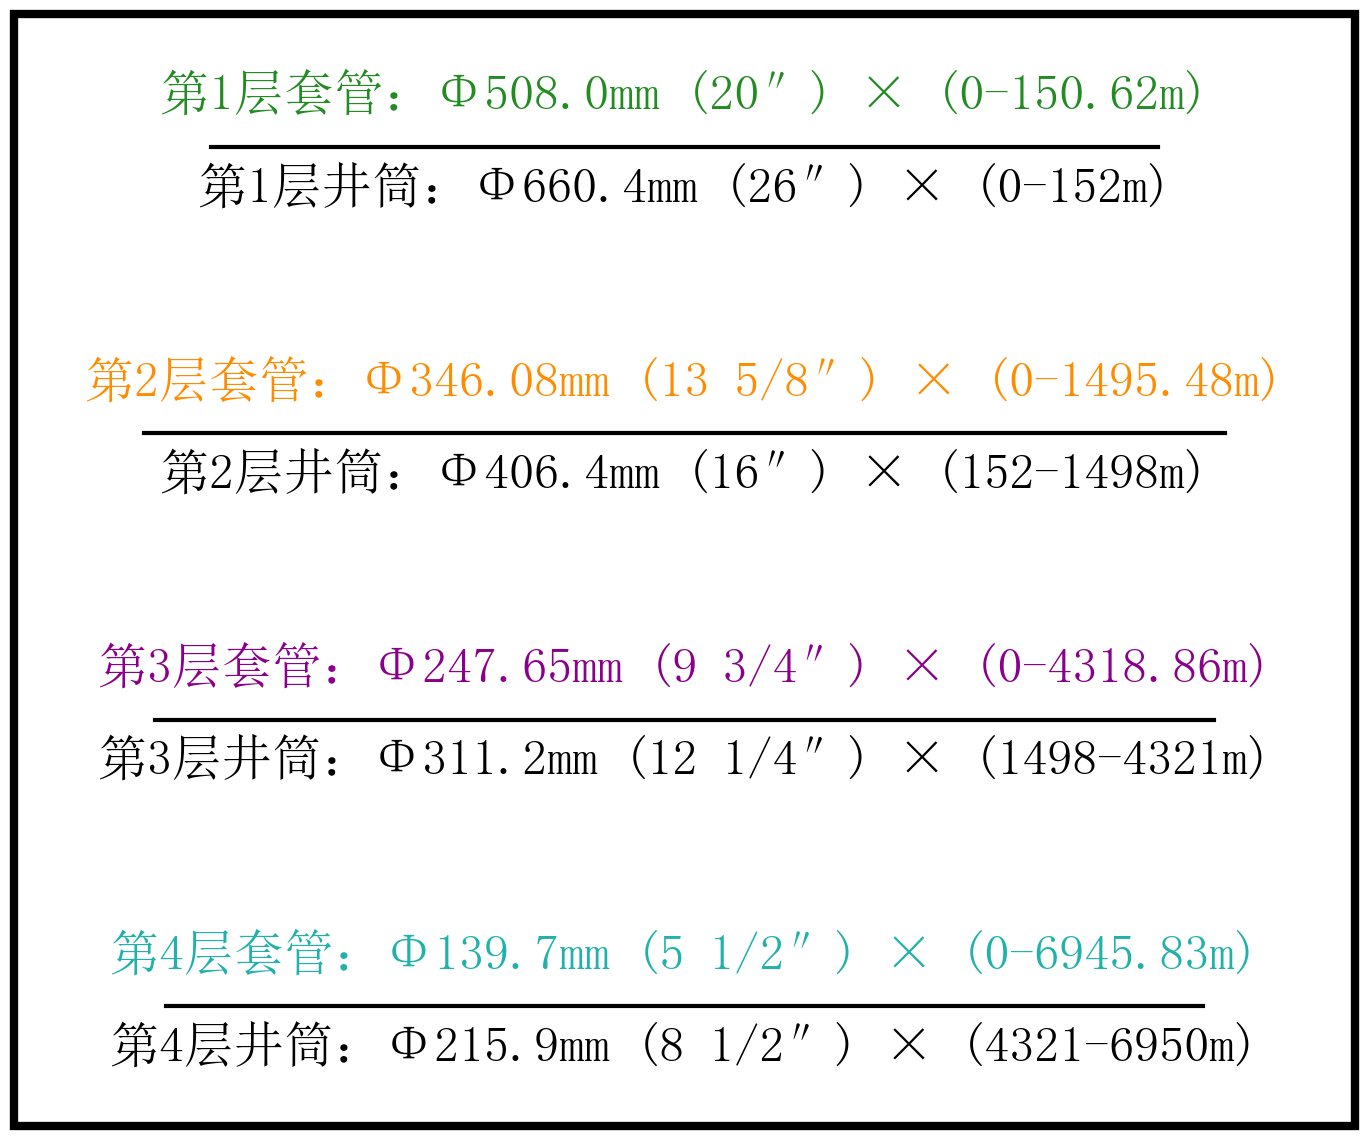 第1层套管：Φ508.0mm (20″) × (0-150.62m)
第1层井筒：Φ660.4mm (26″) × (0-152m)
第2层套管：Φ346.08mm (13 5/8″) × (0-1495.48m)
第2层井筒：Φ406.4mm (16″) × (152-1498m)
第3层套管：Φ247.65mm (9 3/4″) × (0-4318.86m)
第3层井筒：Φ311.2mm (12 1/4″) × (1498-4321m)
第4层套管：Φ139.7mm (5 1/2″) × (0-6945.83m)
第4层井筒：Φ215.9mm (8 1/2″) × (4321-6950m)